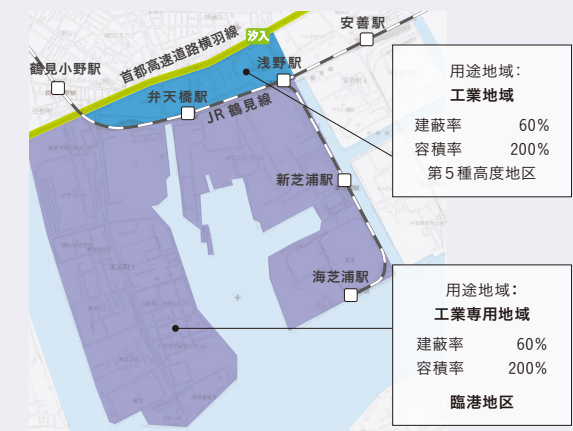 安善駅
汐入
首都高速道路横羽線
鶴見小野駅
浅野駅
弁天橋駅
JR 鶴見線
新芝浦駅
海芝浦駅
用途地域:
工業地域
建蔽率 60%
容積率 200%
第5種高度地区
用途地域:
工業専用地域
建蔽率 60%
容積率 200%
臨港地区